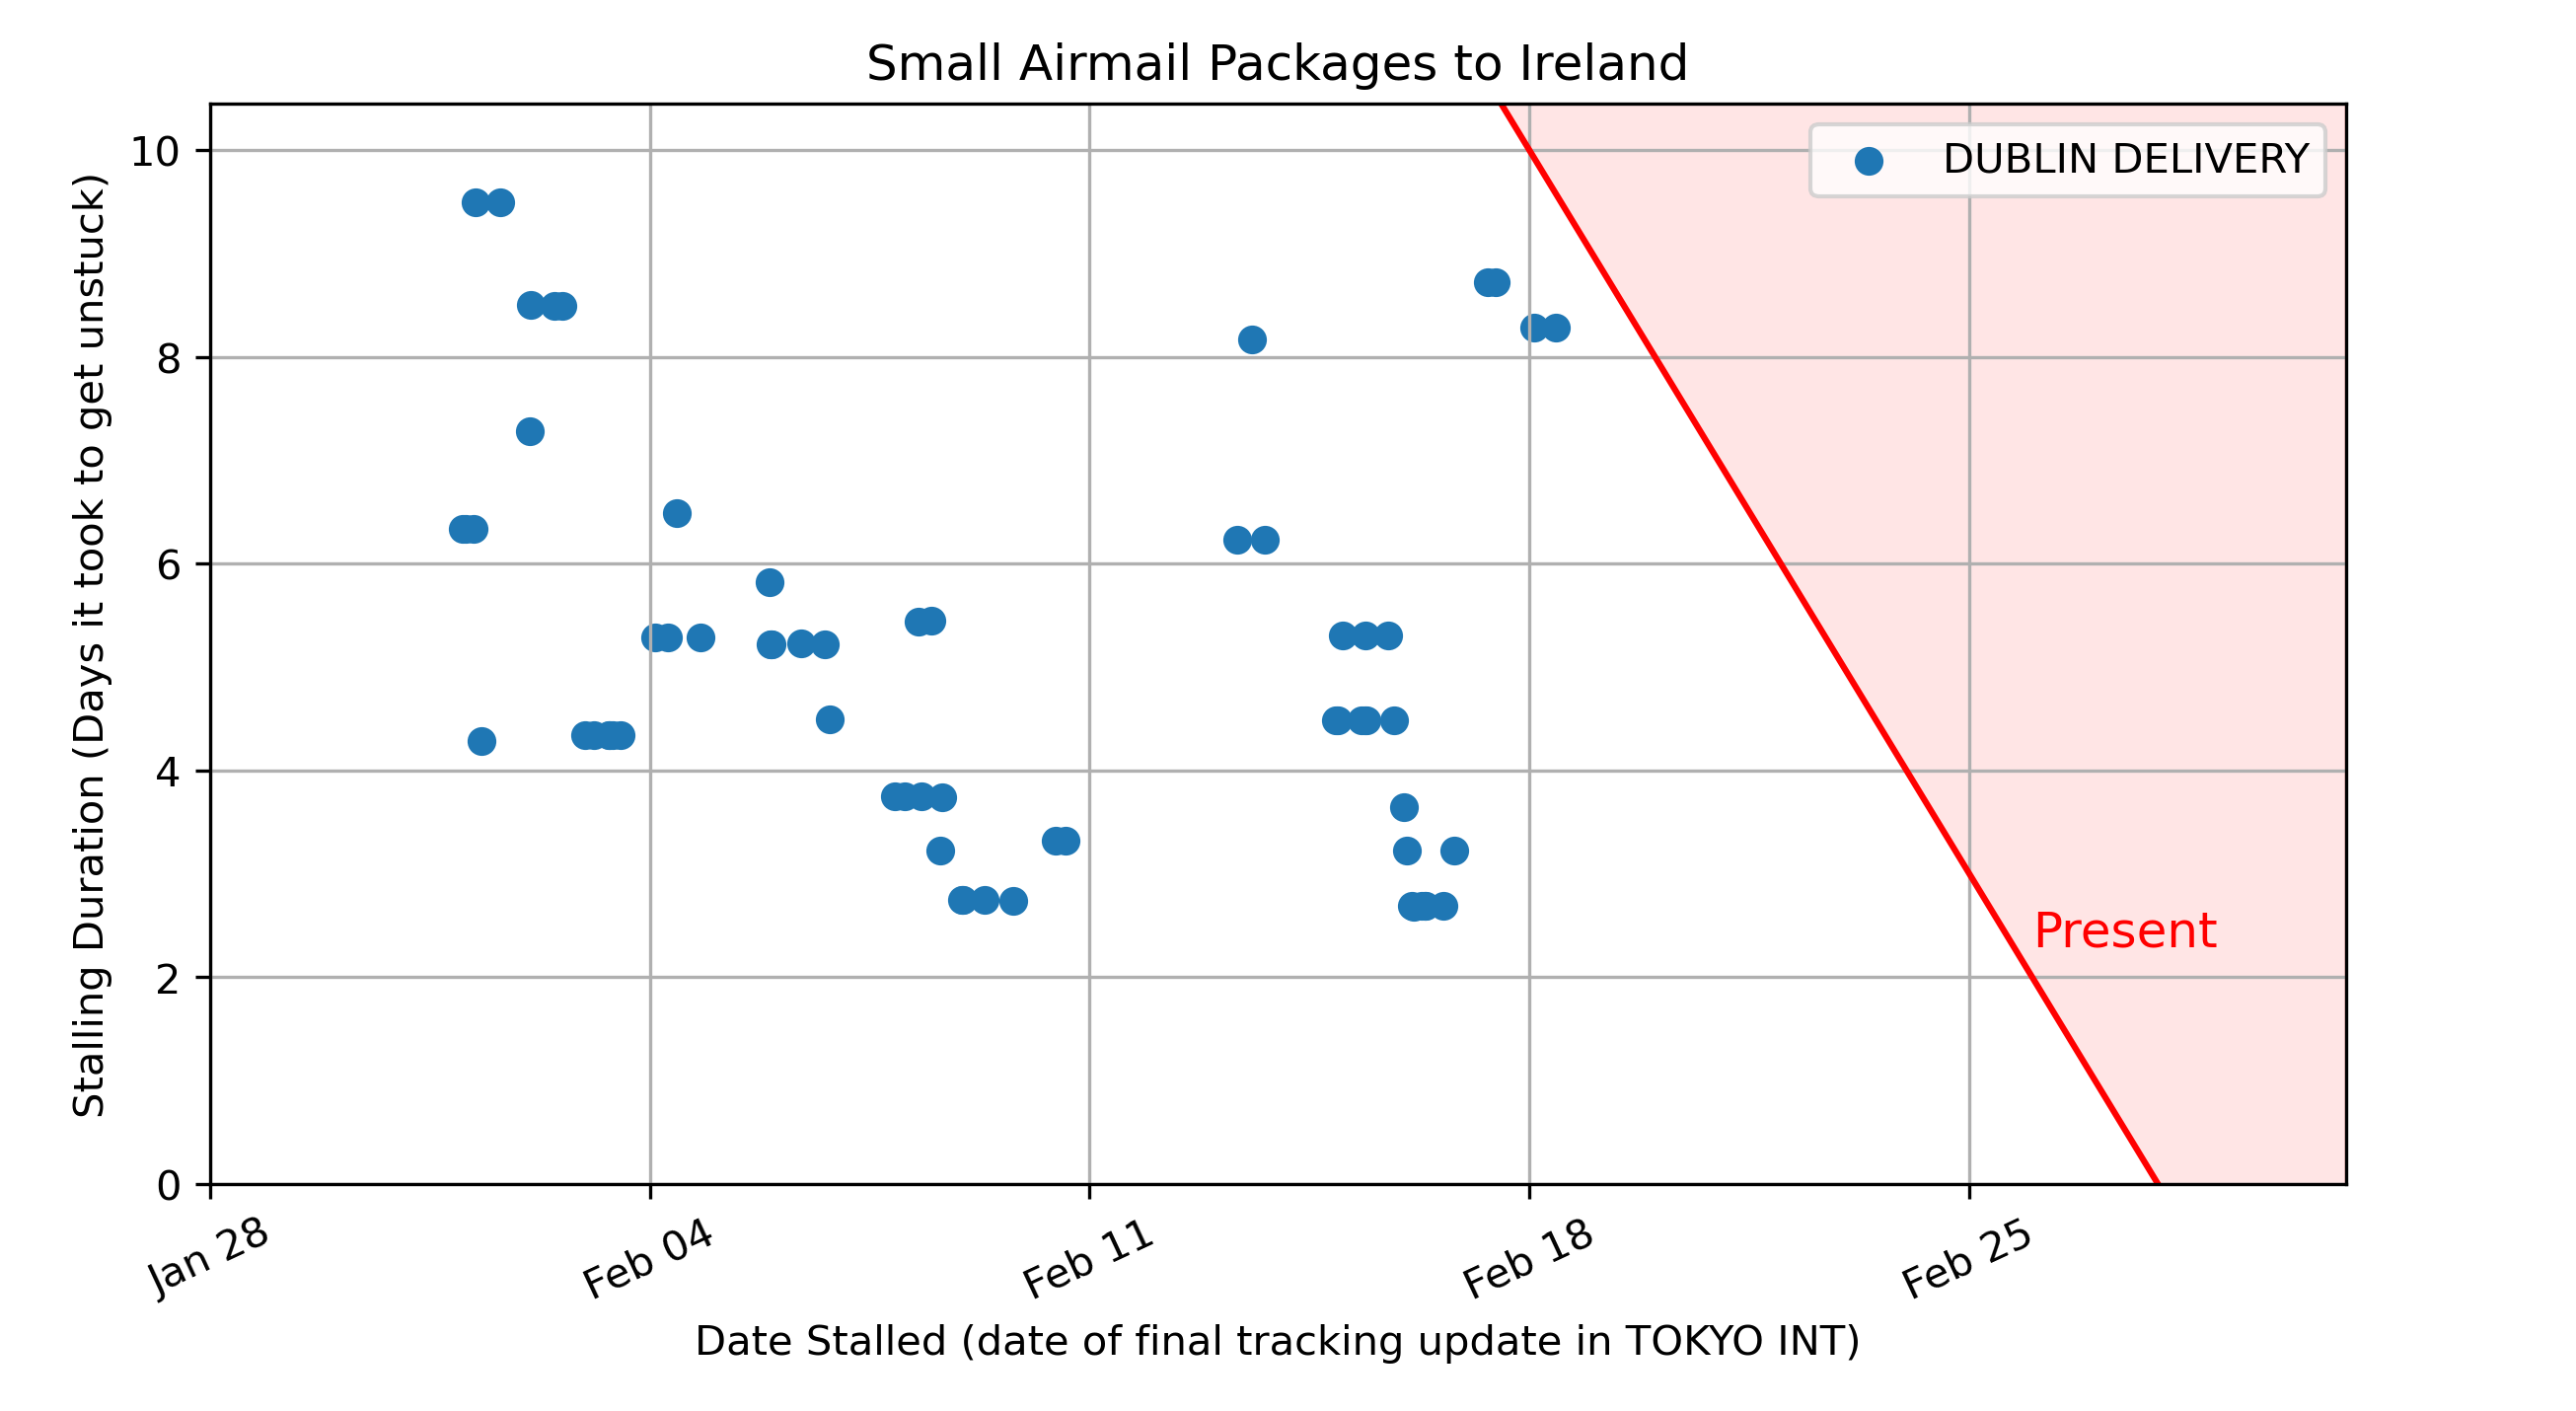 Small Airmail Packages to Ireland
Stalling Duration (Days it took to get unstuck)
10
8
6
4
2
0
DUBLIN DELIVERY
Present
Jan 28
Feb 04
Feb 11
Feb 18
Feb 25
Date Stalled (date of final tracking update in TOKYO INT)